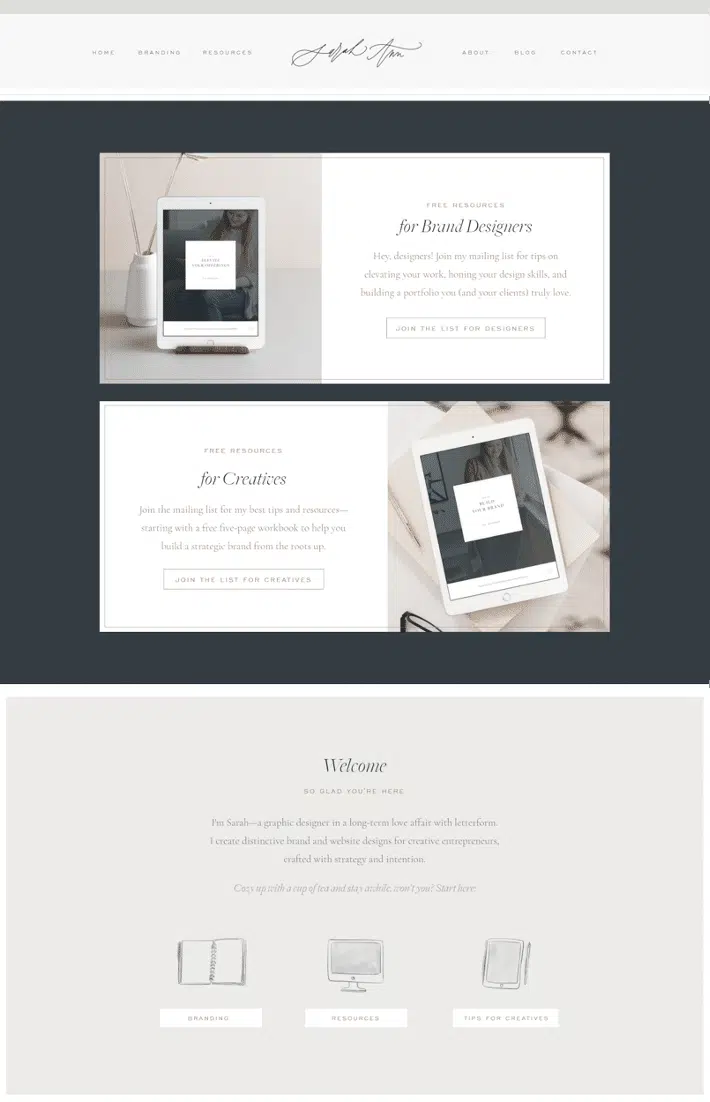 HOME
BRANDING
RESOURCES
Sarah Ann
ABOUT
BLOG
CONTACT
FREE RESOURCES
for Brand Designers
Hey, designers! Join my mailing list for tips on
elevating your work, honing your design skills, and
building a portfolio you (and your clients) truly love.
JOIN THE LIST FOR DESIGNERS
FREE RESOURCES
for Creatives
Join the mailing list for my best tips and resources—
starting with a free five-page workbook to help you
build a strategic brand from the roots up.
JOIN THE LIST FOR CREATIVES
BUILD
YOUR BRAND
Welcome
SO GLAD YOU'RE HERE
I'm Sarah—a graphic designer in a long-term love affair with letterform.
I create distinctive brand and website designs for creative entrepreneurs,
crafted with strategy and intention.
Cozy up with a cup of tea and stay awhile, won't you? Start here:
BRANDING
RESOURCES
TIPS FOR CREATIVES